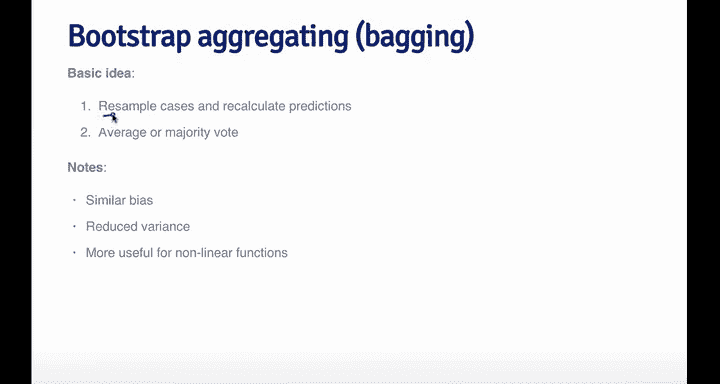 Bootstrap aggregating (bagging)
Basic idea:
1. Resample cases and recalculate predictions
2. Average or majority vote
Notes:
· Similar bias
· Reduced variance
· More useful for non-linear functions